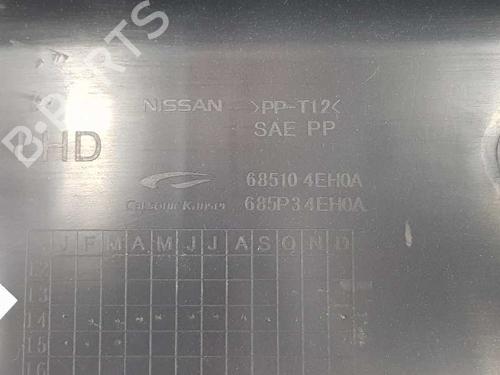 B-PARTS
NISSAN >PP-T12<
SAE PP
LHD
68510 4EH0A
Calsonic Kansei 685P3 4EH0A
J F M A M J J A S O N D
12
13
14
15
16